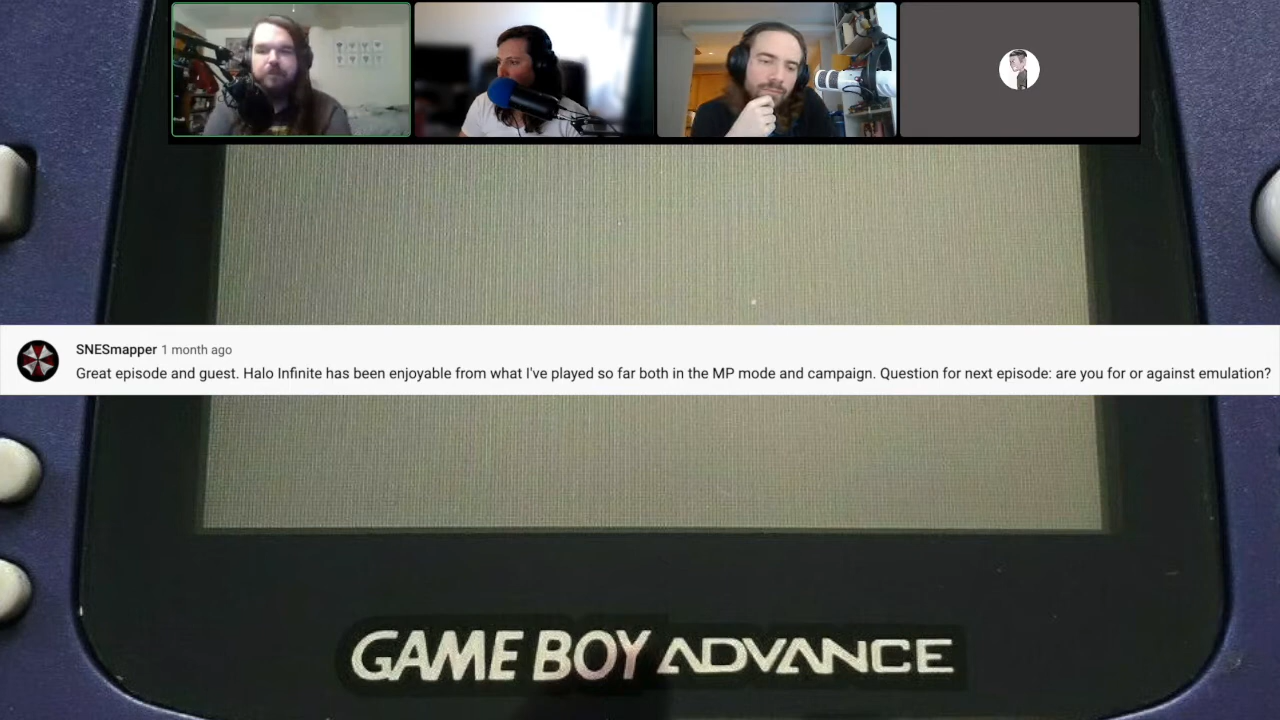 SNESmapper 1 month ago
Great episode and guest. Halo Infinite has been enjoyable from what I've played so far both in the MP mode and campaign. Question for next episode: are you for or against emulation?
GAME BOY ADVANCE